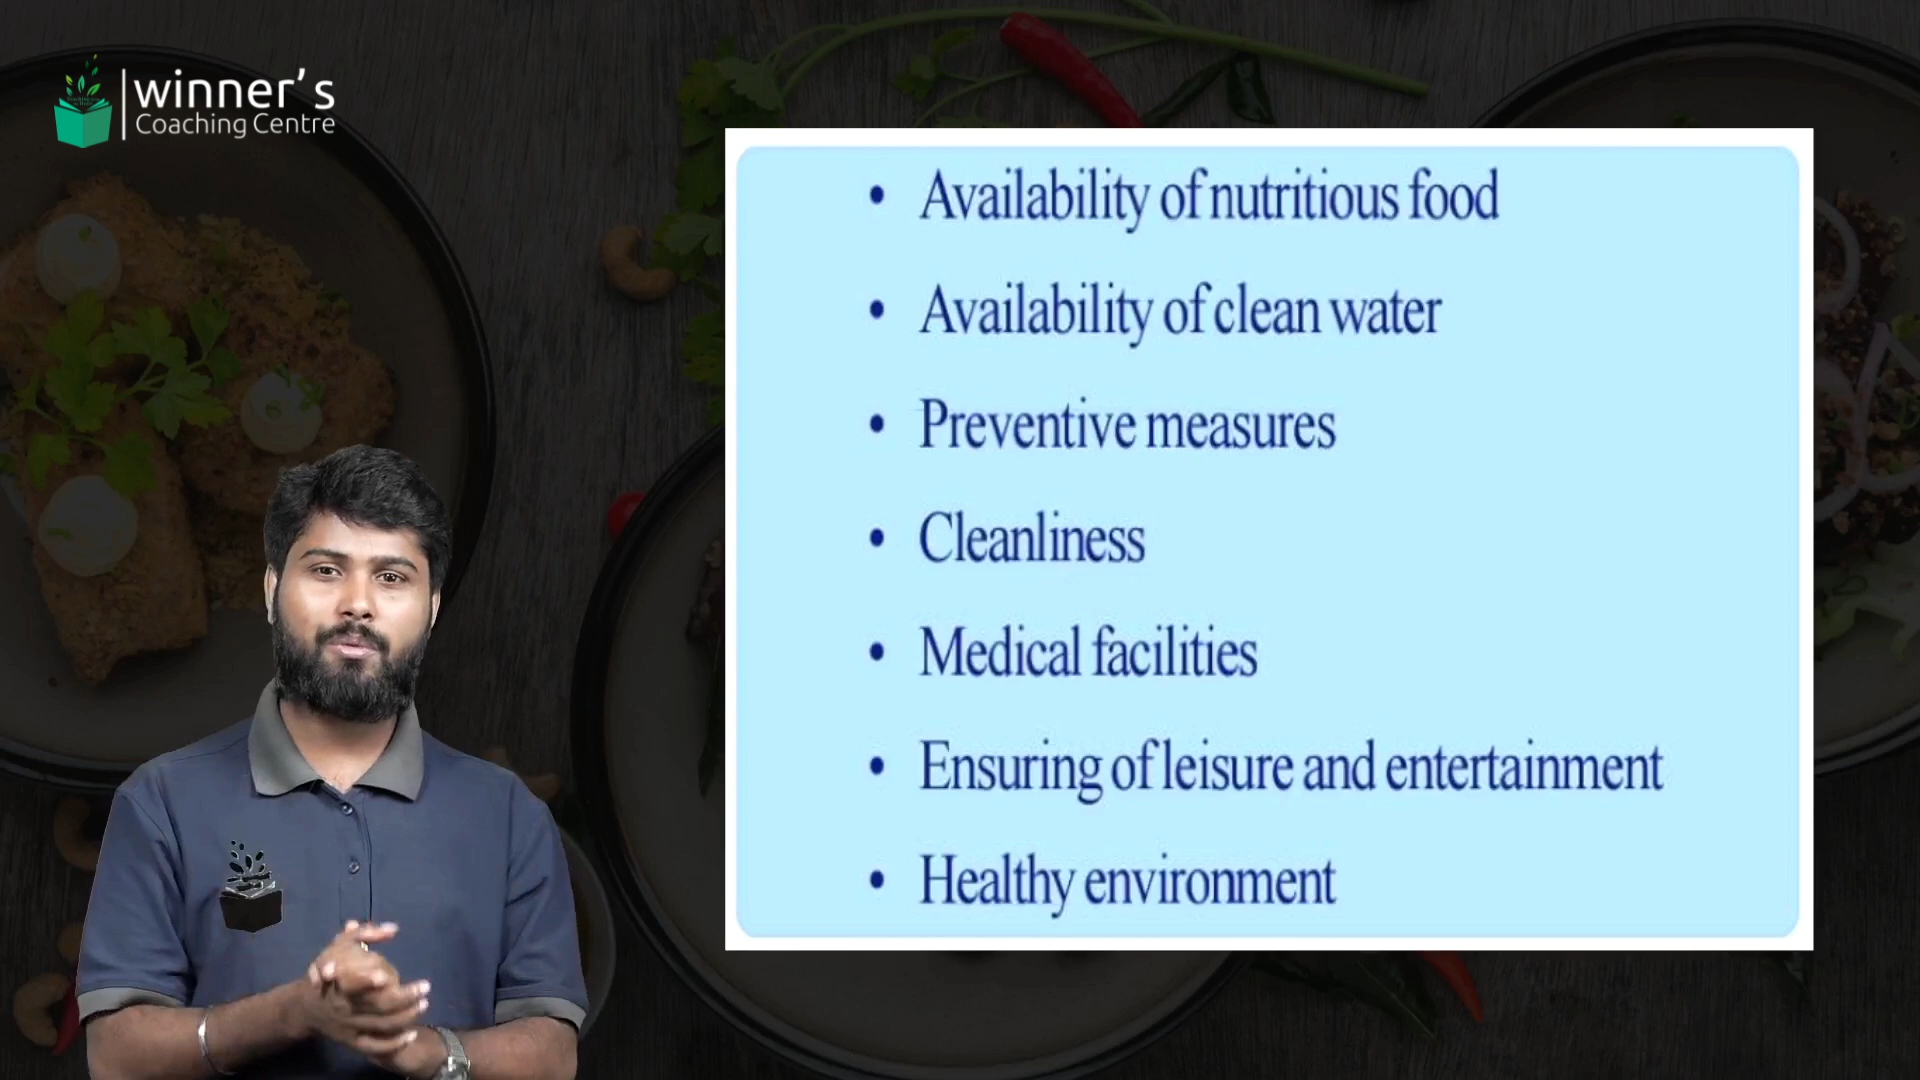 winner's
Coaching Centre
• Availability of nutritious food
• Availability of clean water
• Preventive measures
• Cleanliness
• Medical facilities
• Ensuring of leisure and entertainment
• Healthy environment